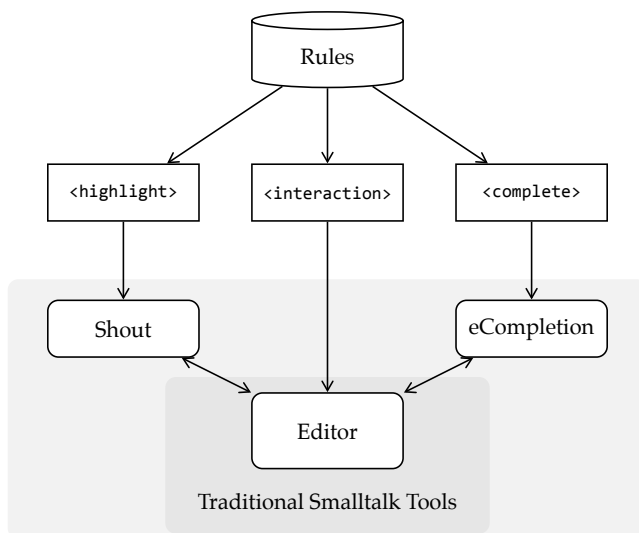 Rules
<highlight>
<interaction>
<complete>
Shout
eCompletion
Editor
Traditional Smalltalk Tools